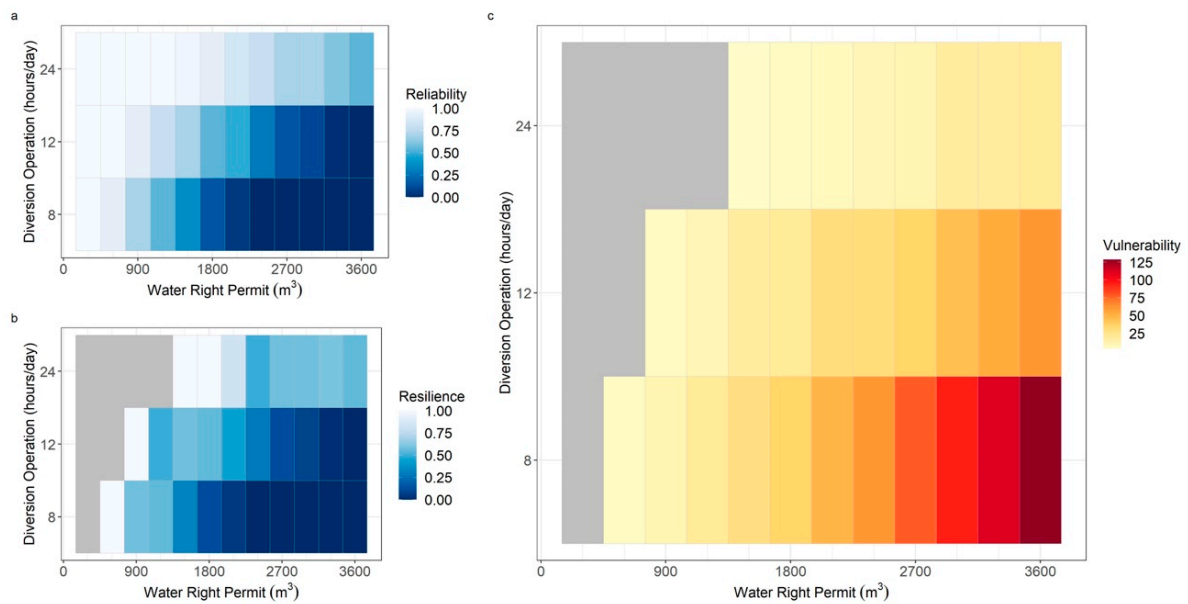 a
Diversion Operation (hours/day)
24
12
8
0 900 1800 2700 3600
Water Right Permit (m³)
Reliability
1.00
0.75
0.50
0.25
0.00
b
Diversion Operation (hours/day)
24
12
8
0 900 1800 2700 3600
Water Right Permit (m³)
Resilience
1.00
0.75
0.50
0.25
0.00
c
Diversion Operation (hours/day)
24
12
8
0 900 1800 2700 3600
Water Right Permit (m³)
Vulnerability
125
100
75
50
25